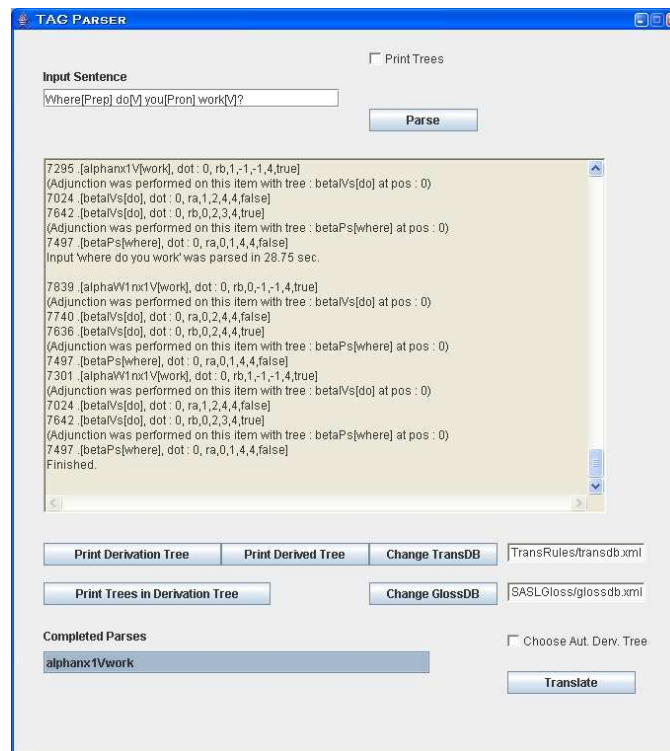 TAG PARSER
Print Trees
Input Sentence
Where[Prep] do[V] you[Pron] work[V]?
Parse
7295 .[alphanx1V[work], dot : 0, rb,1,-1,-1,4,true]
(Adjunction was performed on this item with tree : betaIVs[do] at pos : 0)
7024 .[betaIVs[do], dot : 0, ra,1,2,4,4,false]
7642 .[betaIVs[do], dot : 0, rb,0,2,3,4,true]
(Adjunction was performed on this item with tree : betaPs[where] at pos : 0)
7497 .[betaPs[where], dot : 0, ra,0,1,4,4,false]
Input 'where do you work' was parsed in 28.75 sec.
7839 .[alphaW1nx1V[work], dot : 0, rb,0,-1,-1,4,true]
(Adjunction was performed on this item with tree : betaIVs[do] at pos : 0)
7740 .[betaIVs[do], dot : 0, ra,0,2,4,4,false]
7636 .[betaIVs[do], dot : 0, rb,0,2,4,4,true]
(Adjunction was performed on this item with tree : betaPs[where] at pos : 0)
7497 .[betaPs[where], dot : 0, ra,0,1,4,4,false]
7301 .[alphaW1nx1V[work], dot : 0, rb,1,-1,-1,4,true]
(Adjunction was performed on this item with tree : betaIVs[do] at pos : 0)
7024 .[betaIVs[do], dot : 0, ra,1,2,4,4,false]
7642 .[betaIVs[do], dot : 0, rb,0,2,3,4,true]
(Adjunction was performed on this item with tree : betaPs[where] at pos : 0)
7497 .[betaPs[where], dot : 0, ra,0,1,4,4,false]
Finished.
Print Derivation Tree Print Derived Tree Change TransDB TransRules/transdb.xml
Print Trees in Derivation Tree Change GlossDB SASLGloss/glossdb.xml
Completed Parses
Choose Aut. Derv. Tree
alphanx1Vwork
Translate